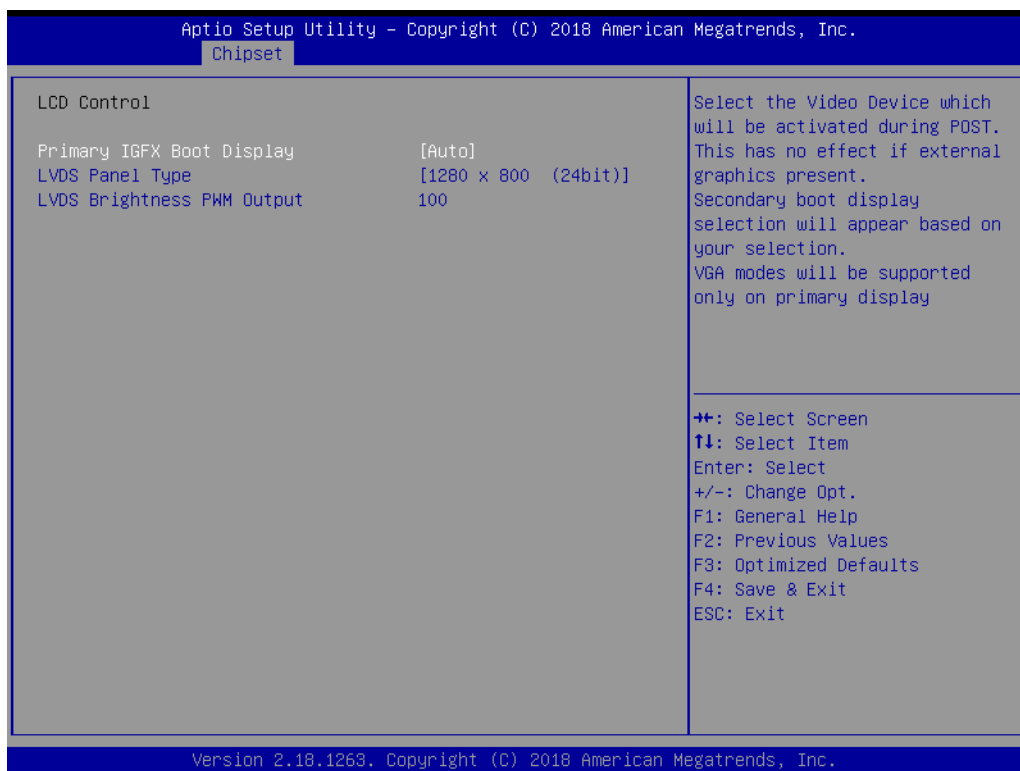 Aptio Setup Utility – Copyright (C) 2018 American Megatrends, Inc.
Chipset
LCD Control
Primary IGFX Boot Display [Auto]
LVDS Panel Type [1280 x 800 (24bit)]
LVDS Brightness PWM Output 100
Select the Video Device which
will be activated during POST.
This has no effect if external
graphics present.
Secondary boot display
selection will appear based on
your selection.
VGA modes will be supported
only on primary display
→←: Select Screen
↑↓: Select Item
Enter: Select
+/-: Change Opt.
F1: General Help
F2: Previous Values
F3: Optimized Defaults
F4: Save & Exit
ESC: Exit
Version 2.18.1263. Copyright (C) 2018 American Megatrends, Inc.